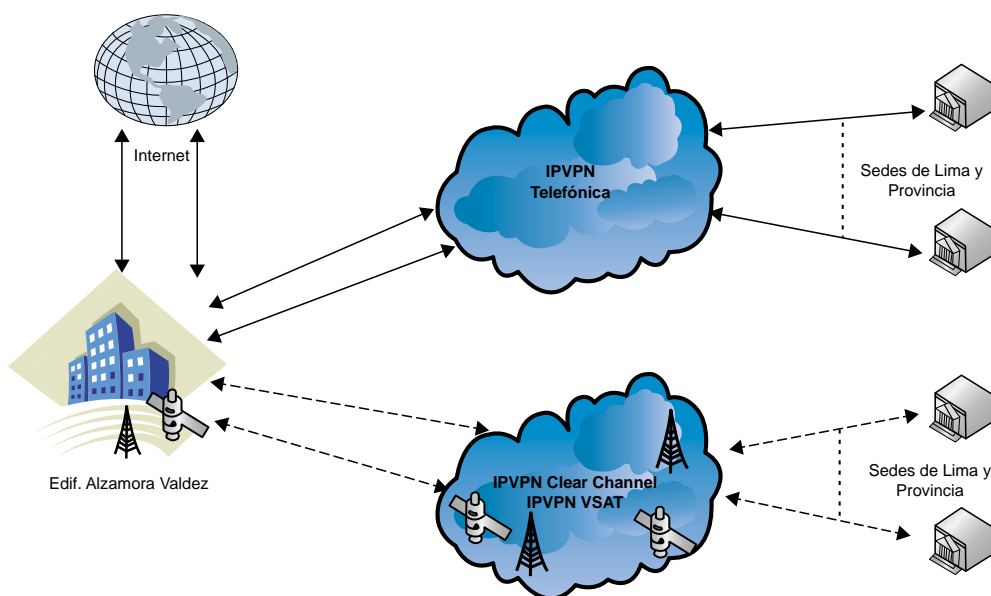 Internet
IPVPN
Telefónica
Sedes de Lima y
Provincia
Edif. Alzamora Valdez
IPVPN Clear Channel
IPVPN VSAT
Sedes de Lima y
Provincia